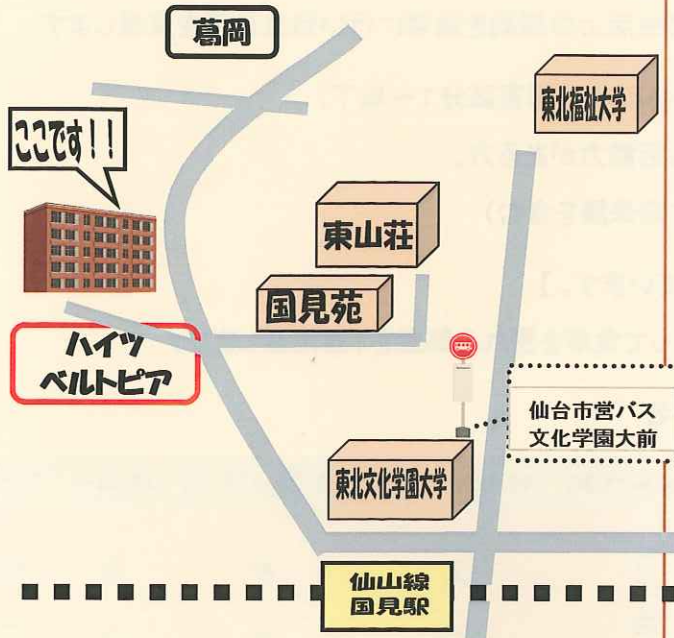 葛岡
東北福祉大学
ここです!!
東山荘
国見苑
ハイツ
ベルトピア
仙台市営バス
文化学園大前
東北文化学園大学
仙山線
国見駅